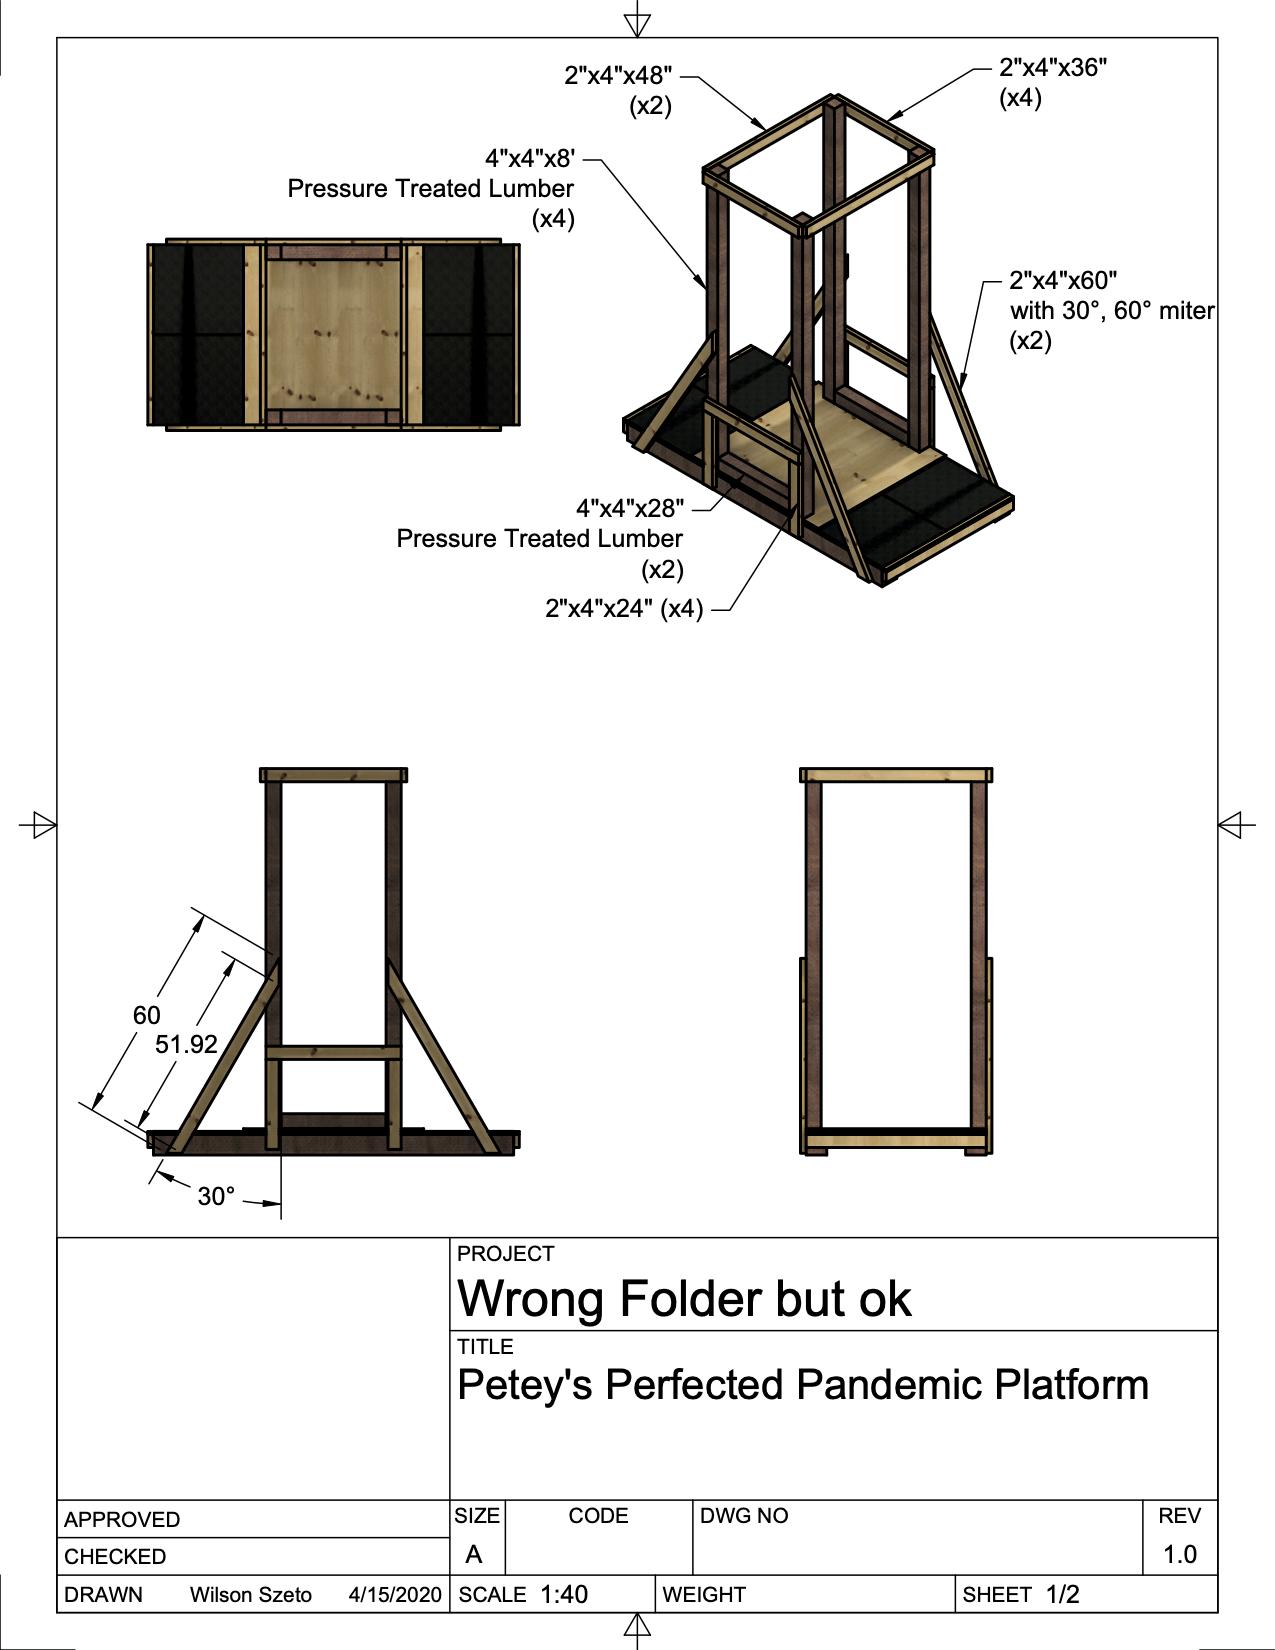 2"x4"x48"
(x2)
2"x4"x36"
(x4)
4"x4"x8'
Pressure Treated Lumber
(x4)
2"x4"x60"
with 30°, 60° miter
(x2)
4"x4"x28"
Pressure Treated Lumber
(x2)
2"x4"x24" (x4)
60
51.92
30°
PROJECT
Wrong Folder but ok
TITLE
Petey's Perfected Pandemic Platform
APPROVED
CHECKED
DRAWN Wilson Szeto 4/15/2020
SIZE
A
CODE
DWG NO
REV
1.0
SCALE 1:40
WEIGHT
SHEET 1/2